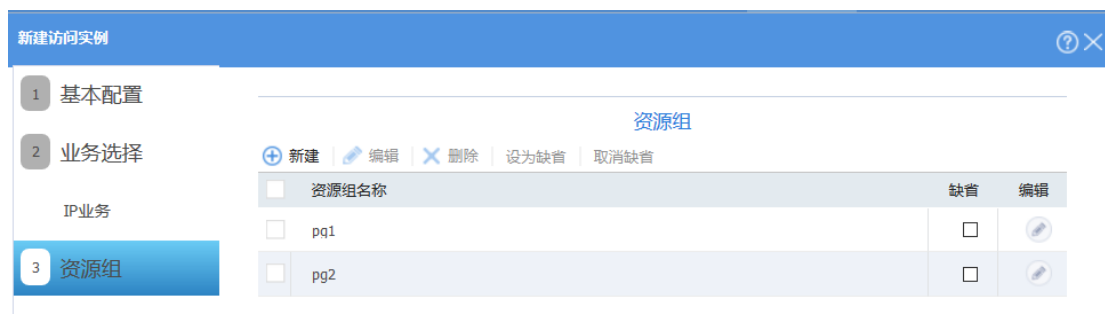 新建访问实例
1 基本配置
2 业务选择
IP业务
3 资源组
资源组
新建 编辑 删除 设为缺省 取消缺省
资源组名称 缺省 编辑
pg1
pg2